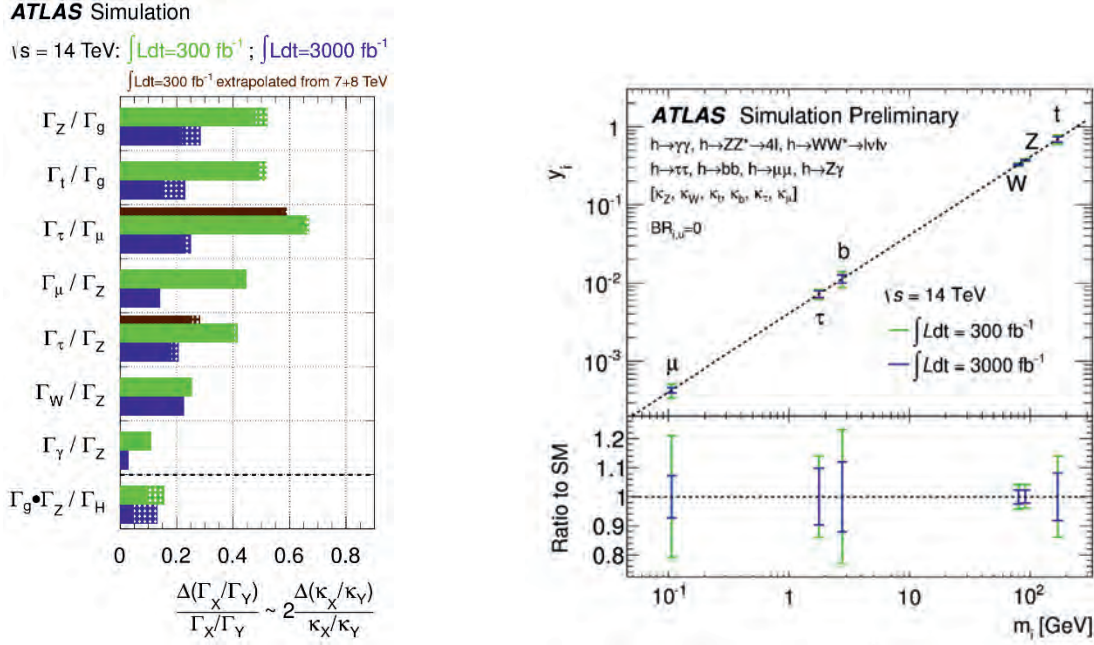 ATLAS Simulation
\s = 14 TeV: ∫Ldt=300 fb⁻¹ ; ∫Ldt=3000 fb⁻¹
∫Ldt=300 fb⁻¹ extrapolated from 7+8 TeV
Γ_Z / Γ_g
Γ_t / Γ_g
Γ_τ / Γ_μ
Γ_μ / Γ_Z
Γ_τ / Γ_Z
Γ_W / Γ_Z
Γ_γ / Γ_Z
Γ_g•Γ_Z / Γ_H
0 0.2 0.4 0.6 0.8
Δ(Γ_X/Γ_Y) / Γ_X/Γ_Y ~ 2 Δ(κ_X/κ_Y) / κ_X/κ_Y
ATLAS Simulation Preliminary
h→γγ, h→ZZ*→4l, h→WW*→lνlν
h→ττ, h→bb, h→μμ, h→Zγ
[κ_Z, κ_W, κ_t, κ_b, κ_τ, κ_μ]
BR_i,u=0
y_i
1
10⁻¹
10⁻²
10⁻³
t
Z
W
b
τ
μ
\s = 14 TeV
∫Ldt = 300 fb⁻¹
∫Ldt = 3000 fb⁻¹
Ratio to SM
1.2
1.1
1
0.9
0.8
10⁻¹ 1 10 10²
m_i [GeV]